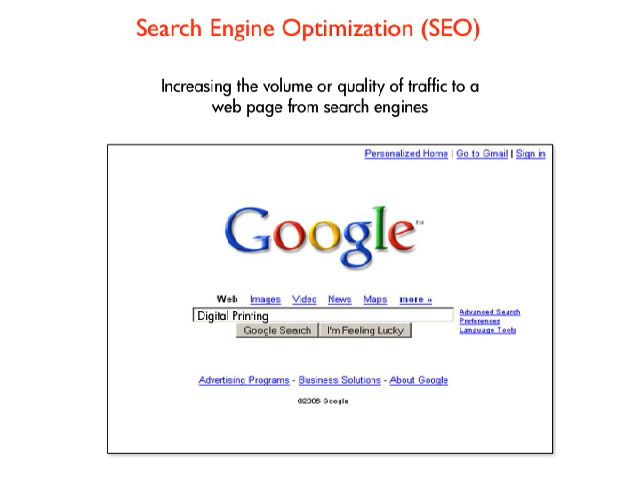 Search Engine Optimization (SEO)
Increasing the volume or quality of traffic to a
web page from search engines
Personalized Home | Go to Gmail | Sign in
Google™
Web Images Video News Maps more »
Digital Printing
Advanced Search
Preferences
Language Tools
Google Search I'm Feeling Lucky
Advertising Programs - Business Solutions - About Google
©2006 Google